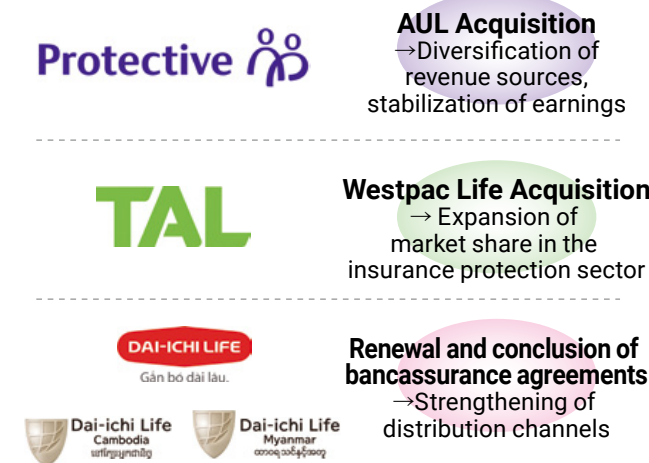 Protective
AUL Acquisition
→Diversification of
revenue sources,
stabilization of earnings
TAL
Westpac Life Acquisition
→ Expansion of
market share in the
insurance protection sector
DAI-ICHI LIFE
Gắn bó dài lâu.
Dai-ichi Life
Cambodia
Dai-ichi Life
Myanmar
Renewal and conclusion of
bancassurance agreements
→Strengthening of
distribution channels